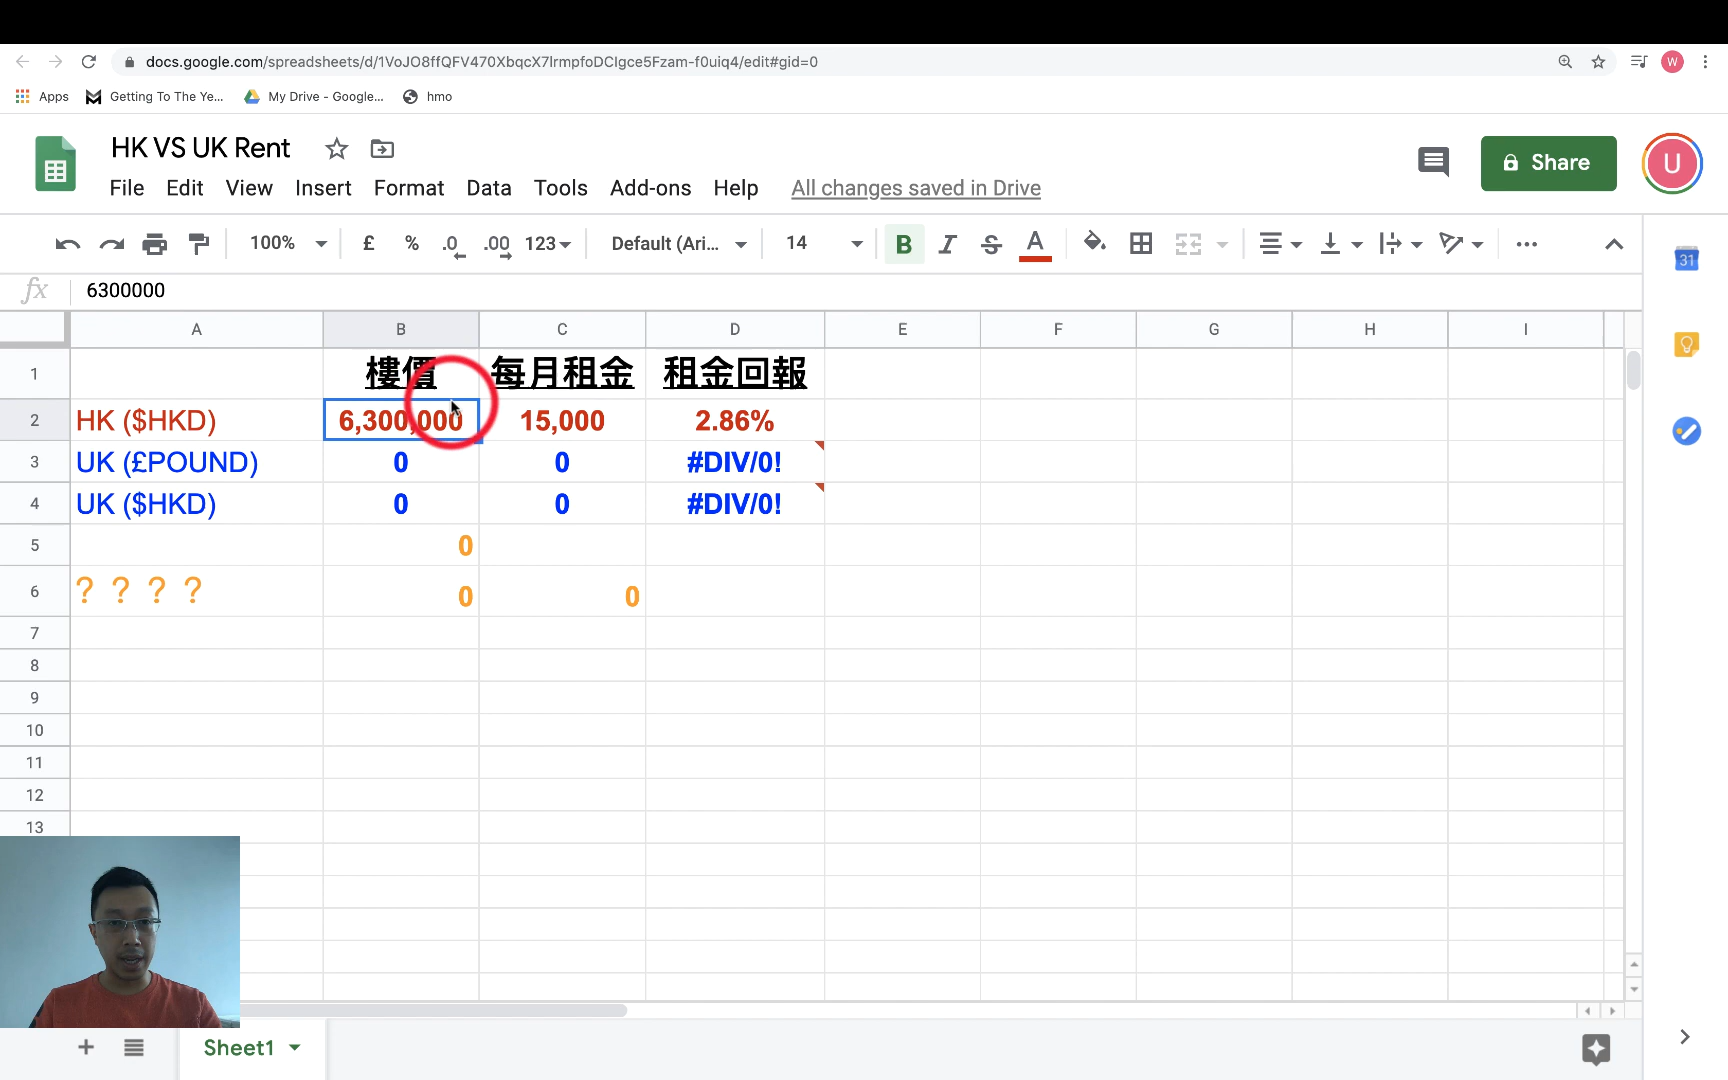 docs.google.com/spreadsheets/d/1VoJO8ffQFV470XbqcX7lrmpfoDClgce5Fzam-f0uiq4/edit#gid=0
W
Apps Getting To The Ye... My Drive - Google... hmo
HK VS UK Rent
File Edit View Insert Format Data Tools Add-ons Help All changes saved in Drive
Share
U
100% £ % .0 .00 123 Default (Ari... 14 B I S A
31
fx 6300000
A B C D E F G H I
1 樓價 每月租金 租金回報
2 HK ($HKD) 6,300,000 15,000 2.86%
3 UK (£POUND) 0 0 #DIV/0!
4 UK ($HKD) 0 0 #DIV/0!
5 0
6 ？？？？ 0 0
7
8
9
10
11
12
13
Sheet1